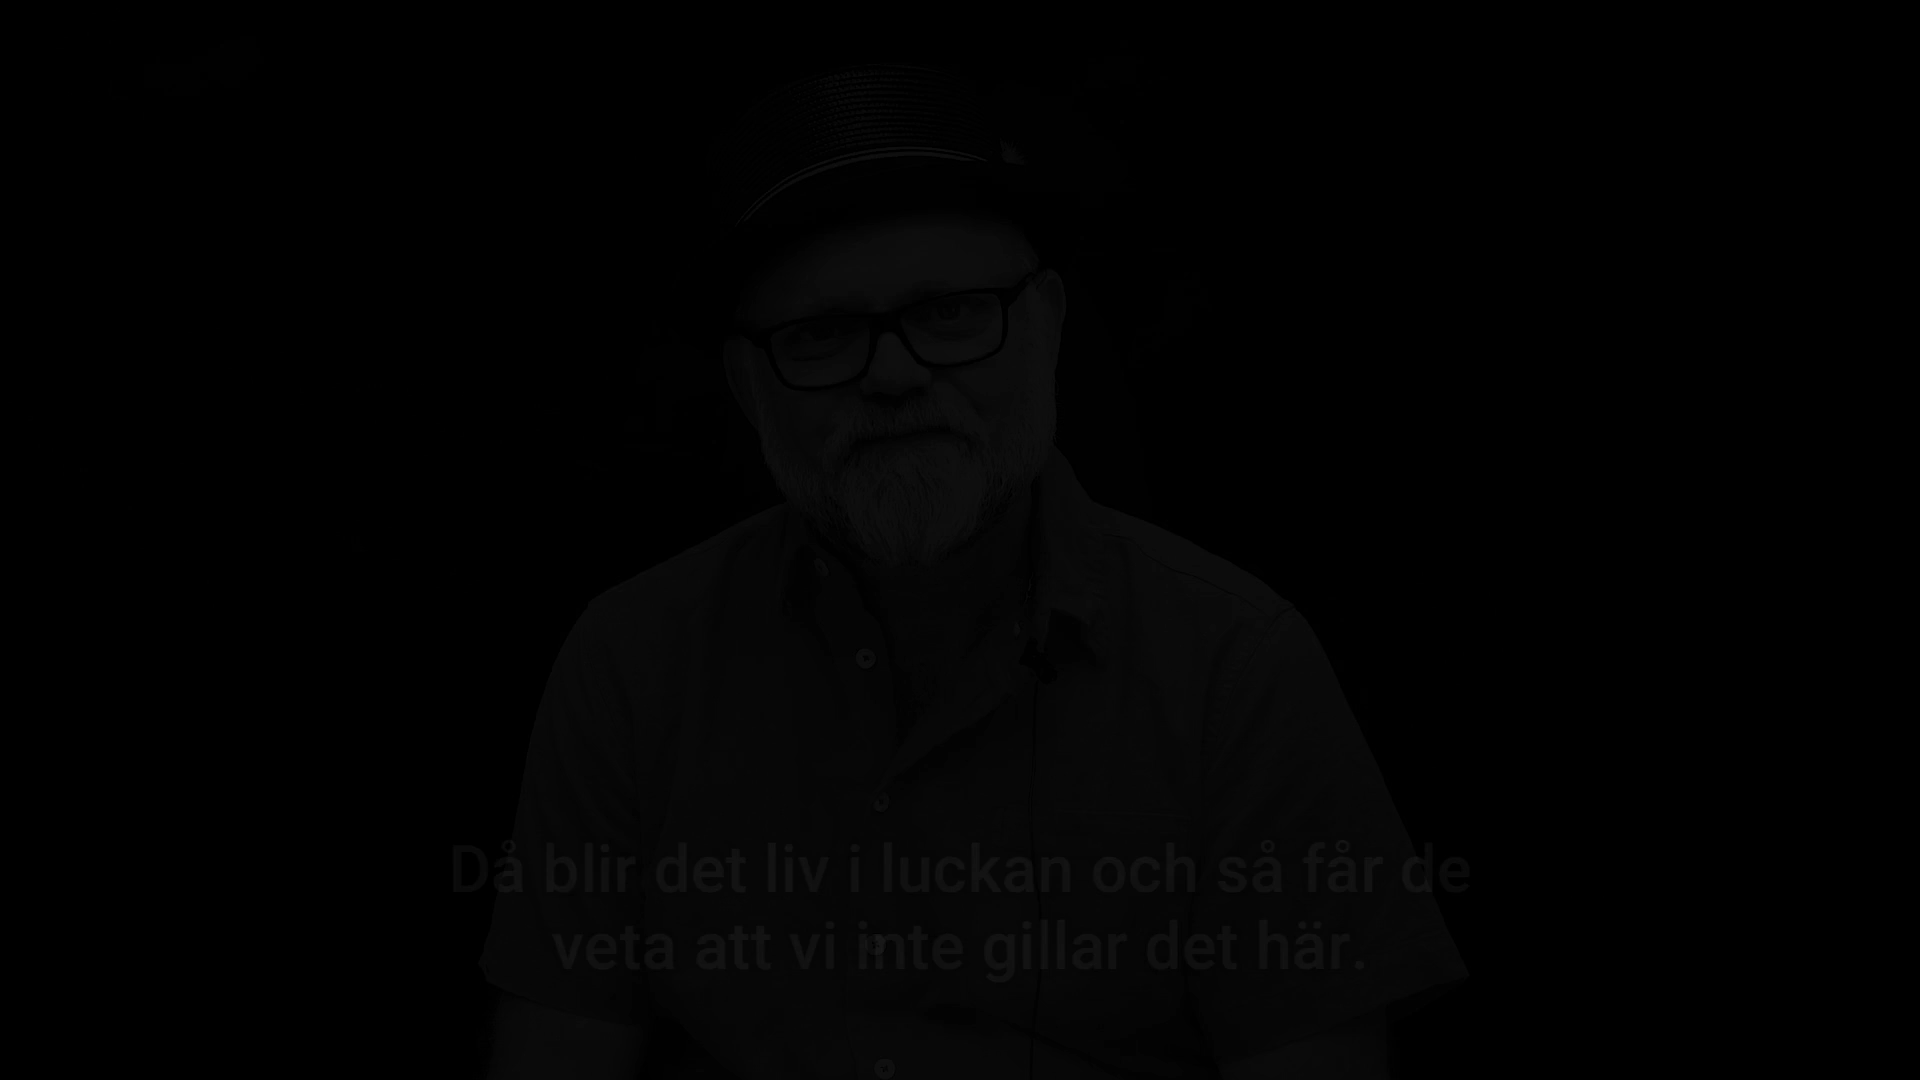 Då blir det liv i luckan och så får de
veta att vi inte gillar det här.